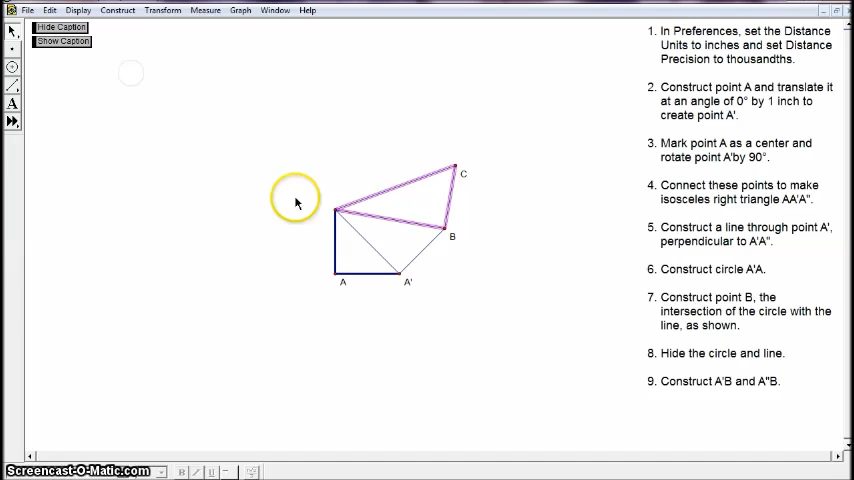 File Edit Display Construct Transform Measure Graph Window Help
Hide Caption
Show Caption
A
C
B
A
A'
1. In Preferences, set the Distance
Units to inches and set Distance
Precision to thousandths.
2. Construct point A and translate it
at an angle of 0° by 1 inch to
create point A'.
3. Mark point A as a center and
rotate point A'by 90°.
4. Connect these points to make
isosceles right triangle AA'A".
5. Construct a line through point A',
perpendicular to A'A".
6. Construct circle A'A.
7. Construct point B, the
intersection of the circle with the
line, as shown.
8. Hide the circle and line.
9. Construct A'B and A"B.
Screencast-O-Matic.com
B I U